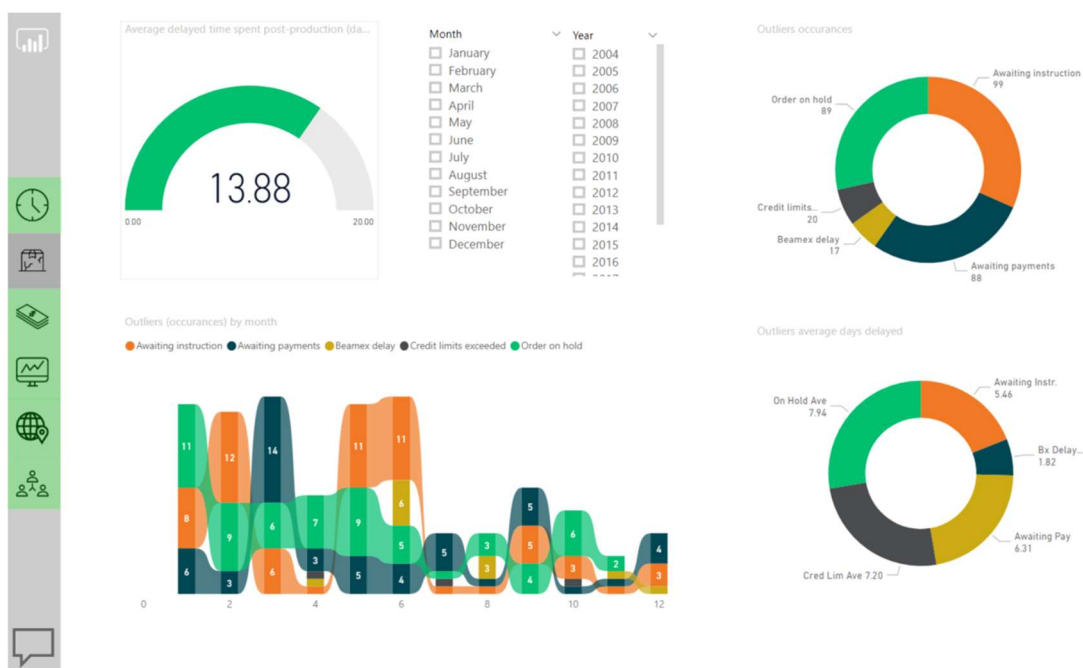 Average delayed time spent post-production (da...
13.88
0.00
20.00
Month
January
February
March
April
May
June
July
August
September
October
November
December
Year
2004
2005
2006
2007
2008
2009
2010
2011
2012
2013
2014
2015
2016
Outliers occurances
Awaiting instruction
99
Order on hold
89
Credit limits...
20
Beamex delay
17
Awaiting payments
88
Outliers (occurances) by month
Awaiting instruction Awaiting payments Beamex delay Credit limits exceeded Order on hold
11
8
6
12
9
3
14
6
6
7
3
11
9
5
11
6
5
4
5
3
3
5
5
4
6
3
2
4
3
0 2 4 6 8 10 12
Outliers average days delayed
Awaiting Instr.
5.46
On Hold Ave
7.94
Bx Delay...
1.82
Awaiting Pay
6.31
Cred Lim Ave 7.20